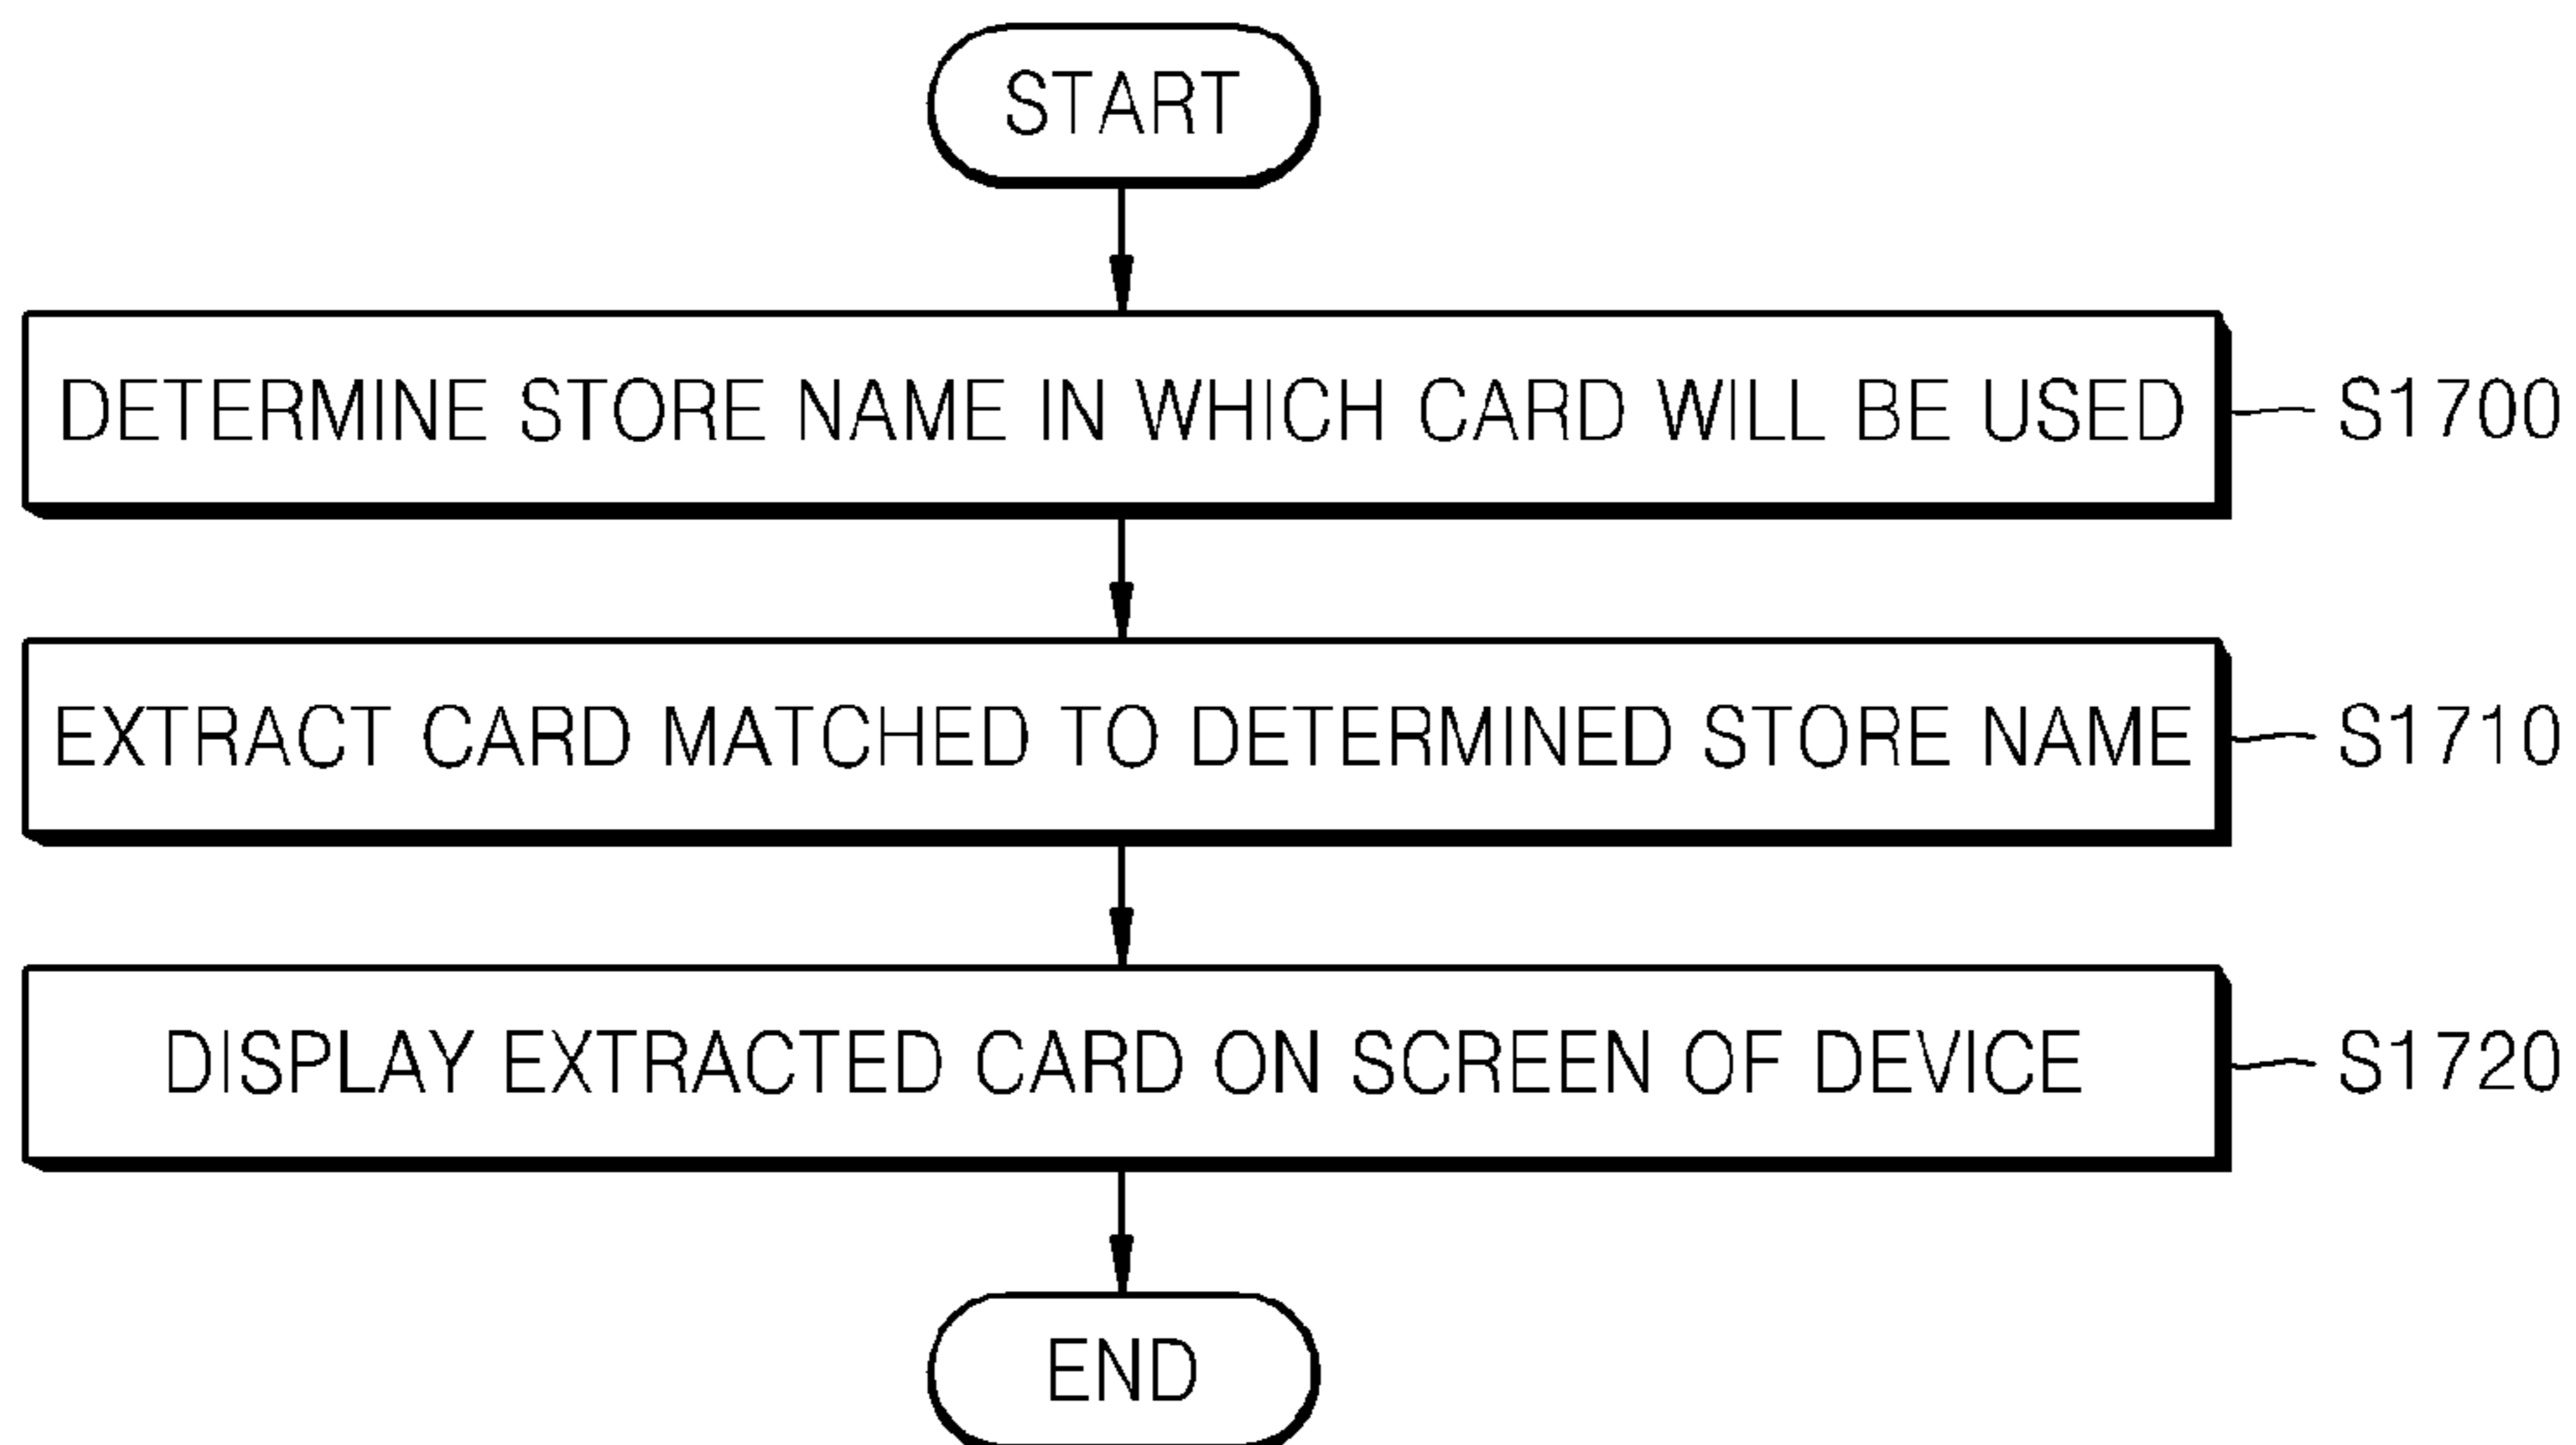 START
DETERMINE STORE NAME IN WHICH CARD WILL BE USED S1700
EXTRACT CARD MATCHED TO DETERMINED STORE NAME S1710
DISPLAY EXTRACTED CARD ON SCREEN OF DEVICE S1720
END